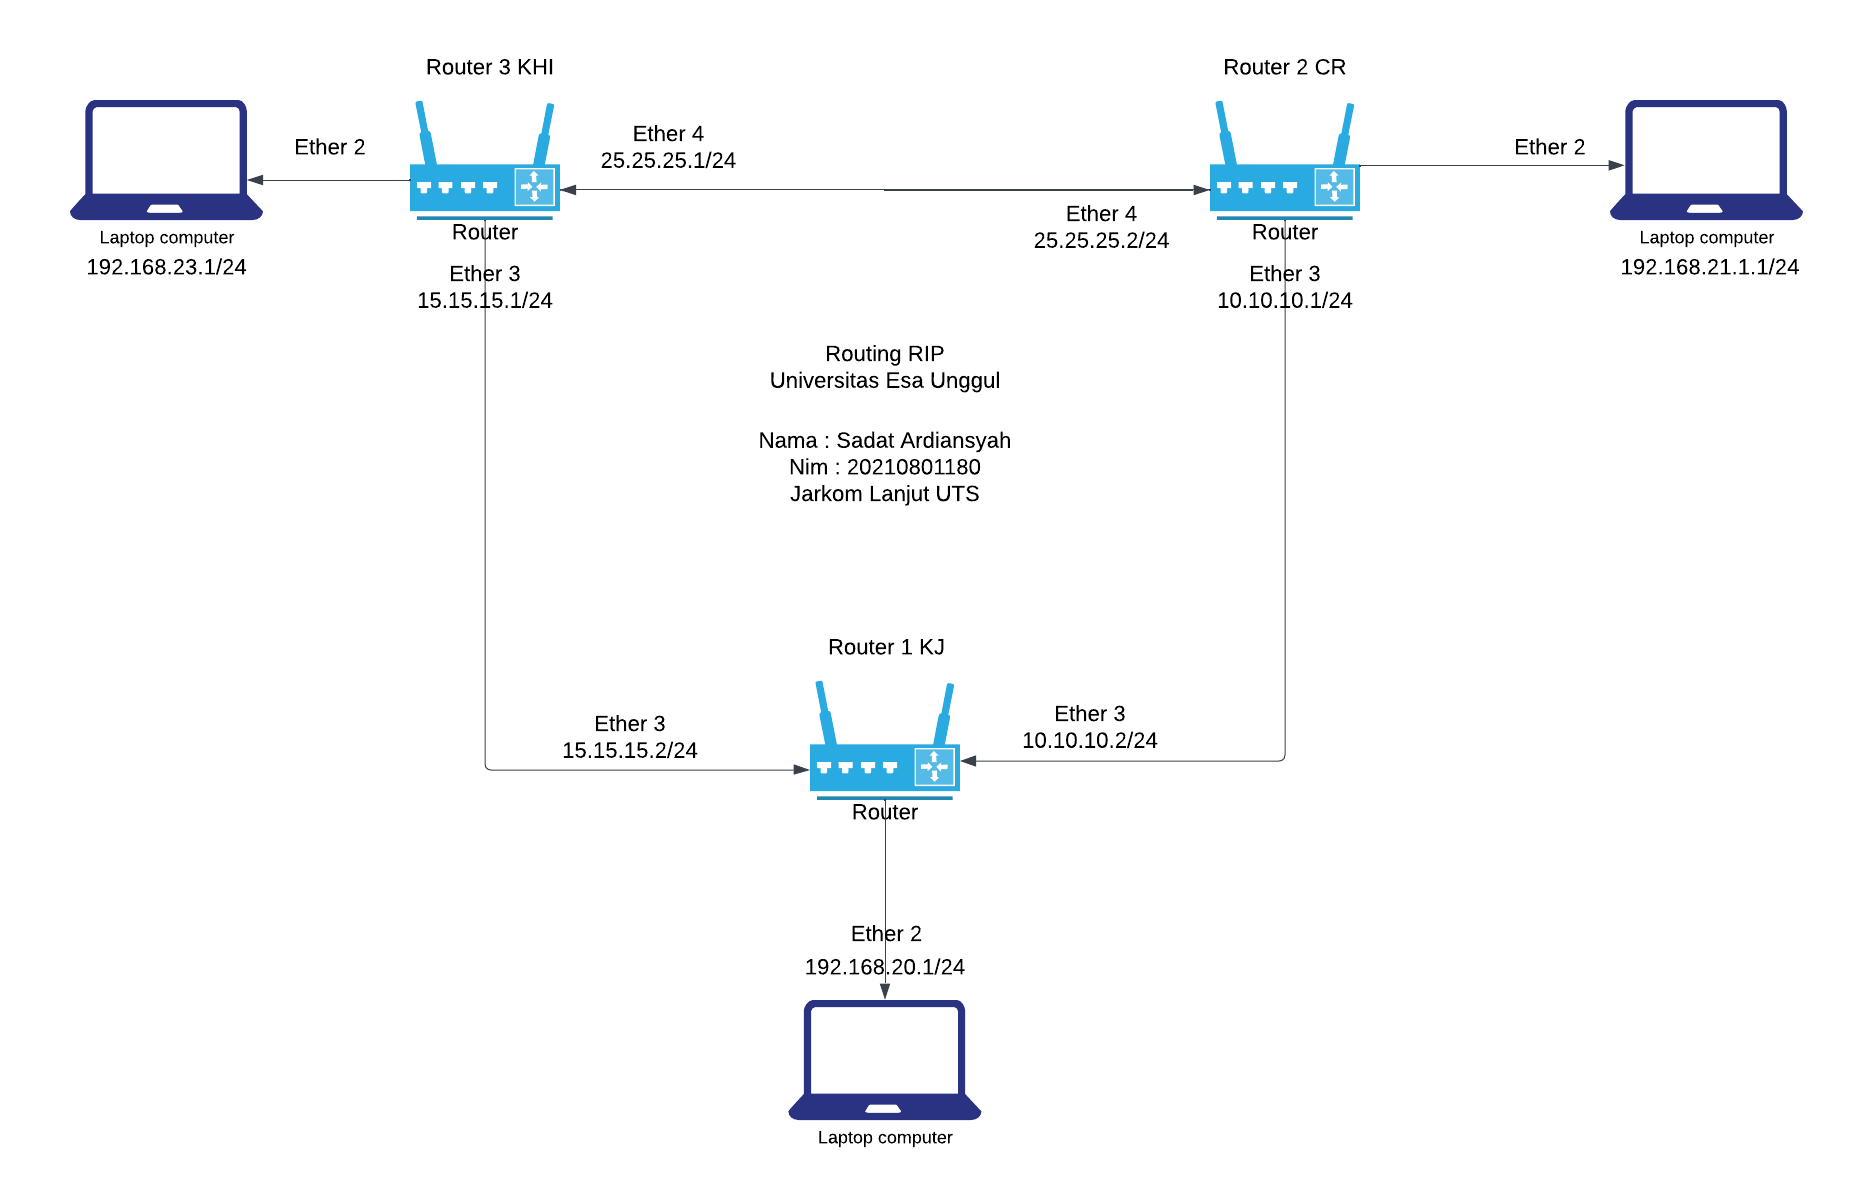 Router 3 KHI
Router 2 CR
Ether 2
Ether 4
25.25.25.1/24
Ether 2
Laptop computer
192.168.23.1/24
Router
Ether 3
15.15.15.1/24
Ether 4
25.25.25.2/24
Router
Ether 3
10.10.10.1/24
Laptop computer
192.168.21.1.1/24
Routing RIP
Universitas Esa Unggul
Nama : Sadat Ardiansyah
Nim : 20210801180
Jarkom Lanjut UTS
Router 1 KJ
Ether 3
15.15.15.2/24
Ether 3
10.10.10.2/24
Router
Ether 2
192.168.20.1/24
Laptop computer